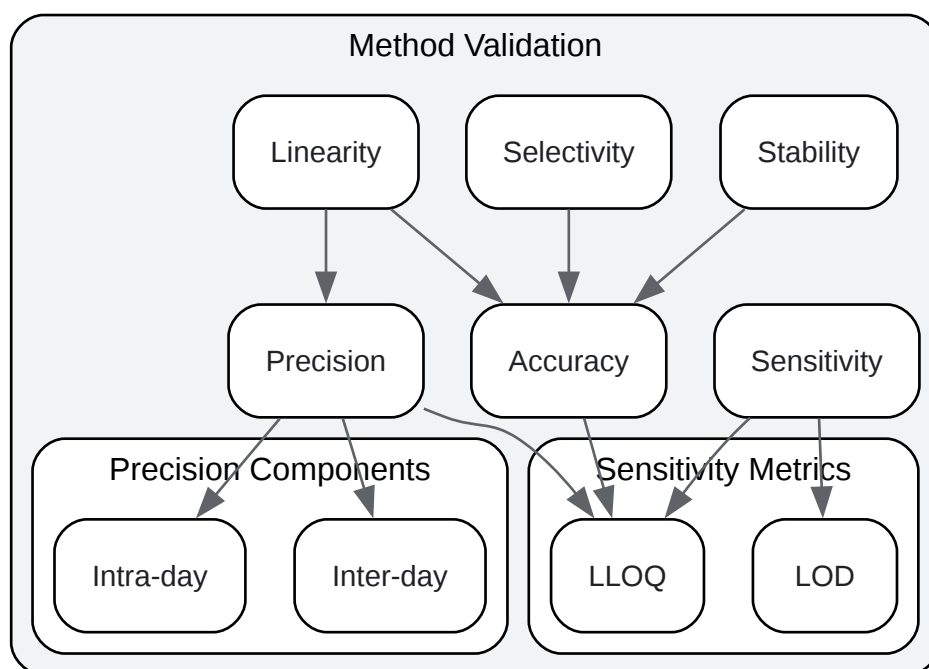 Method Validation
Linearity
Selectivity
Stability
Precision
Accuracy
Sensitivity
Precision Components
Sensitivity Metrics
Intra-day
Inter-day
LLOQ
LOD